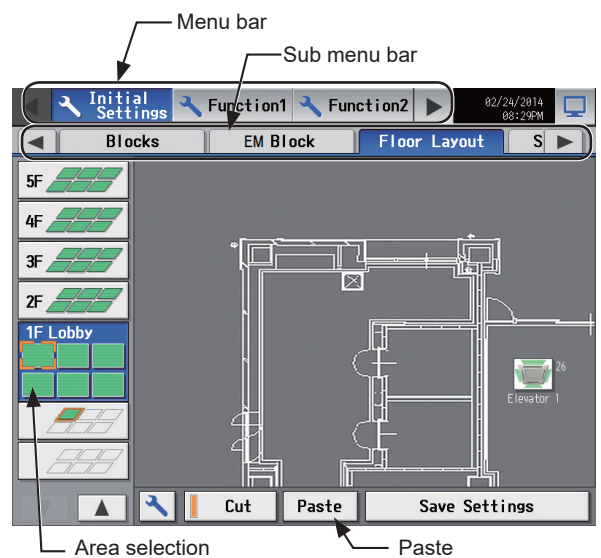 Menu bar
Sub menu bar
Initial Settings Function1 Function2 02/24/2014 08:29PM
Blocks EM Block Floor Layout S
5F
4F
3F
2F
1F Lobby
26
Elevator 1
Cut Paste Save Settings
Area selection Paste